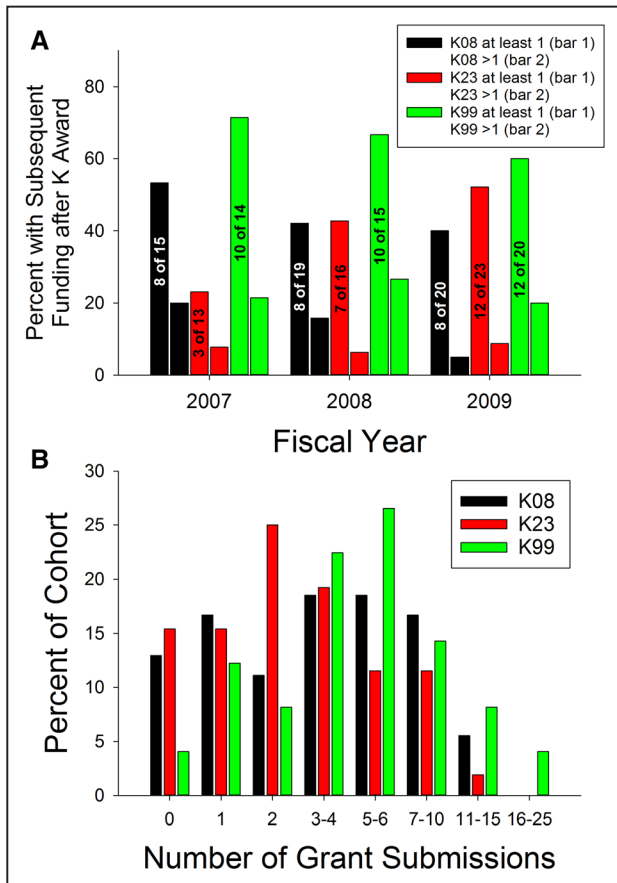 A
K08 at least 1 (bar 1)
K08 >1 (bar 2)
K23 at least 1 (bar 1)
K23 >1 (bar 2)
K99 at least 1 (bar 1)
K99 >1 (bar 2)
Percent with Subsequent
Funding after K Award
80
60
40
20
0
8 of 15
3 of 13
10 of 14
8 of 19
7 of 16
10 of 15
8 of 20
12 of 23
12 of 20
2007
2008
2009
Fiscal Year
B
K08
K23
K99
Percent of Cohort
30
25
20
15
10
5
0
0
1
2
3-4
5-6
7-10
11-15
16-25
Number of Grant Submissions